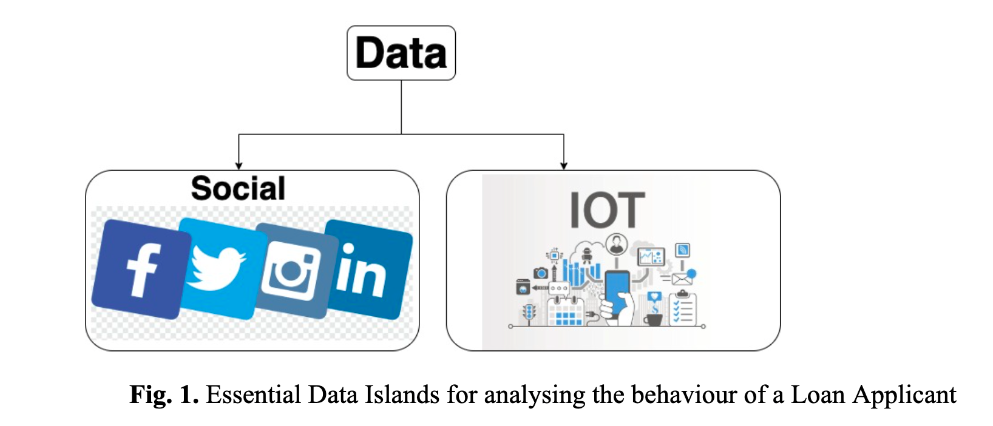 Data
Social
f
in
IOT
Fig. 1. Essential Data Islands for analysing the behaviour of a Loan Applicant